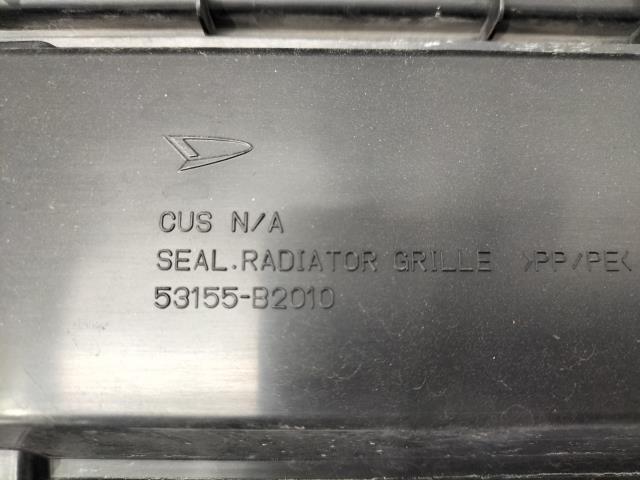 CUS N/A
SEAL.RADIATOR GRILLE >PP/PE<
53155-B2010